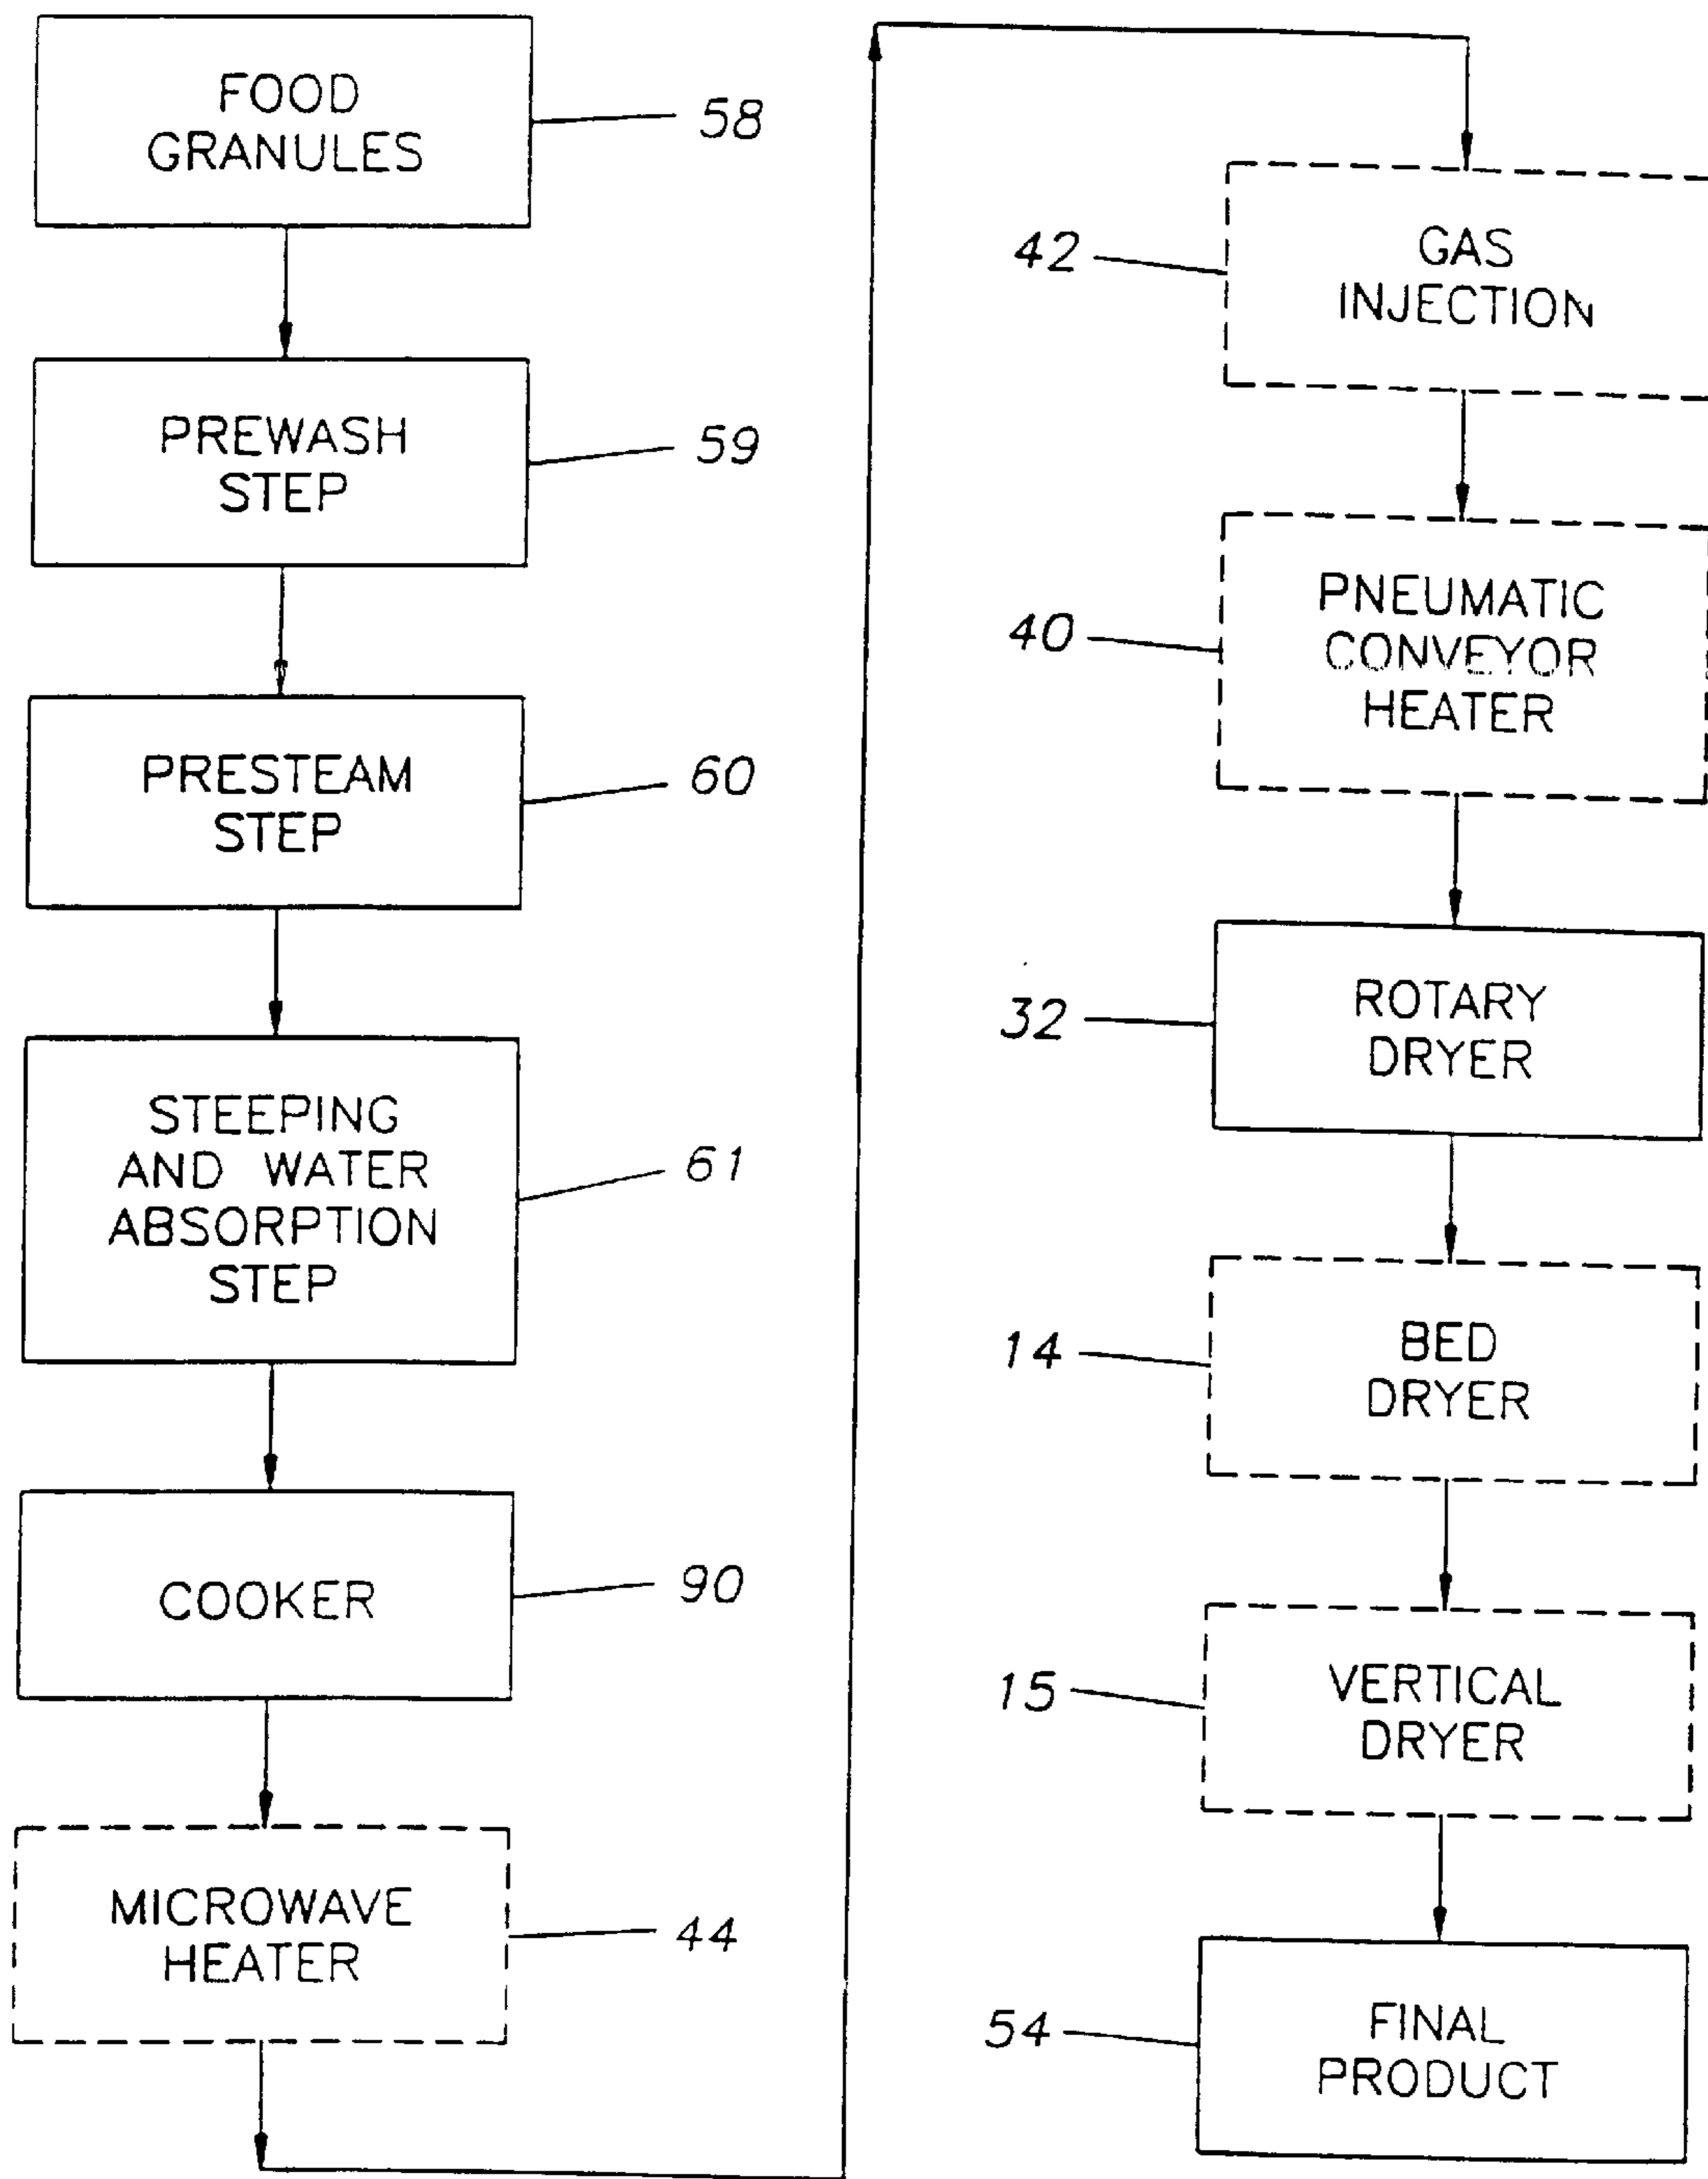 FOOD
GRANULES
58
PREWASH
STEP
59
PRESTEAM
STEP
60
STEEPING
AND WATER
ABSORPTION
STEP
61
COOKER
90
MICROWAVE
HEATER
44
GAS
INJECTION
42
PNEUMATIC
CONVEYOR
HEATER
40
ROTARY
DRYER
32
BED
DRYER
14
VERTICAL
DRYER
15
FINAL
PRODUCT
54